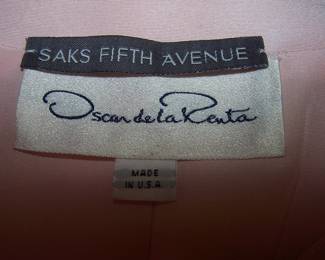 SAKS FIFTH AVENUE
Oscar de la Renta
MADE
IN U.S.A.